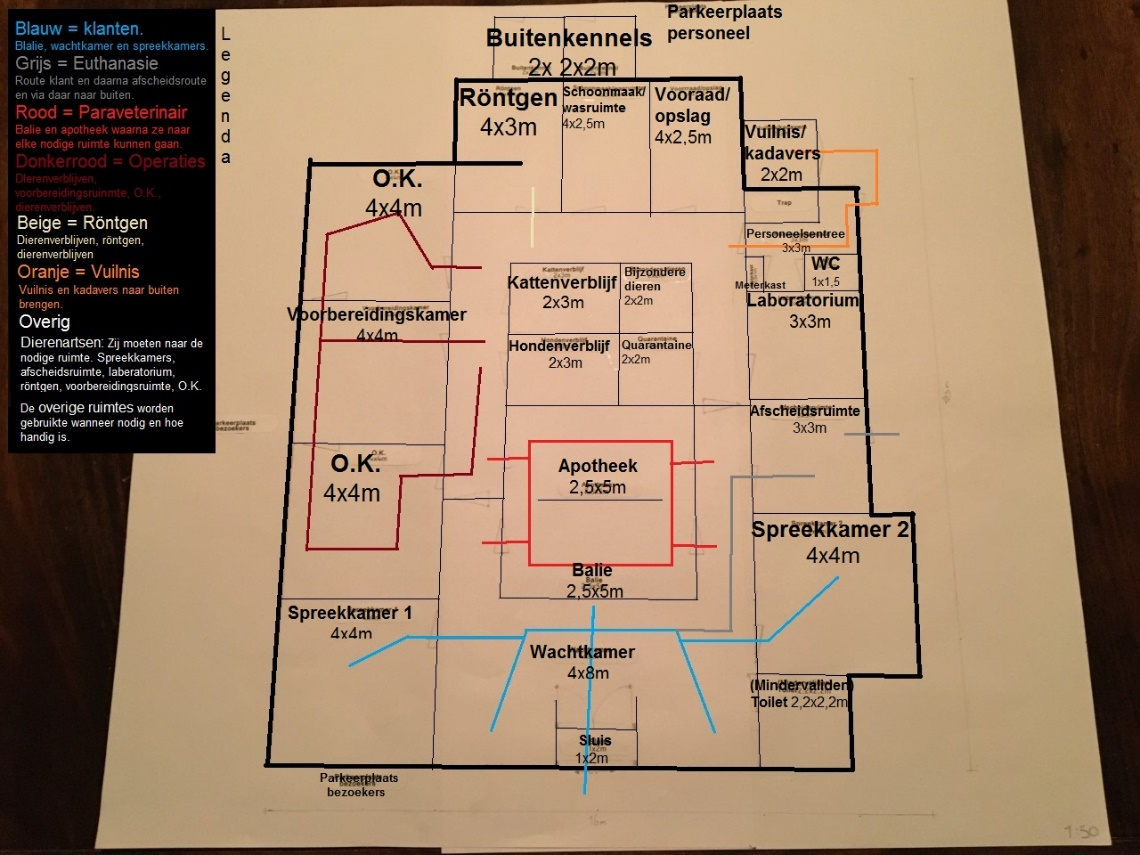 Blauw = klanten.
Blalie, wachtkamer en spreekkamers.
Grijs = Euthanasie
Route klant en daarna afscheidsroute
en via daar naar buiten.
Rood = Paraveterinair
Balie en apotheek waarna ze naar
elke nodige ruimte kunnen gaan.
Donkerrood = Operaties
Dierenverblijven,
voorbereidingsruinmte, O.K.,
dierenverblijven.
Beige = Röntgen
Dierenverblijven, röntgen,
dierenverblijven
Oranje = Vuilnis
Vuilnis en kadavers naar buiten
brengen.
Overig
Dierenartsen: Zij moeten naar de
nodige ruimte. Spreekkamers,
afscheidsruimte, laberatorium,
röntgen, voorbereidingsruimte, O.K.
De overige ruimtes worden
gebruikte wanneer nodig en hoe
handig is.
Legenda
Parkeerplaats
personeel
Buitenkennels
2x 2x2m
Röntgen
4x3m
Schoonmaak/
wasruimte
4x2,5m
Vooraad/
opslag
4x2,5m
Vuilnis/
kadavers
2x2m
Trap
Personeelsentree
3x3m
O.K.
4x4m
WC
1x1,5
Meterkast
Kattenverblijf
Kattenverblijf
2x3m
Bijzondere
dieren
2x2m
Laboratorium
3x3m
Voorbereidingskamer
4x4m
Hondenverblijf
2x3m
Quarantaine
Quarantaine
2x2m
Afscheidsruimte
3x3m
Parkeerplaats
bezoekers
O.K.
O.K.
4x4m
Apotheek
2,5x5m
Spreekkamer 2
4x4m
Balie
Balie
2,5x5m
Spreekkamer 1
4x4m
Wachtkamer
4x8m
(Mindervaliden)
Toilet 2,2x2,2m
Sluis
1x2m
Parkeerplaats
bezoekers
16m
1:50